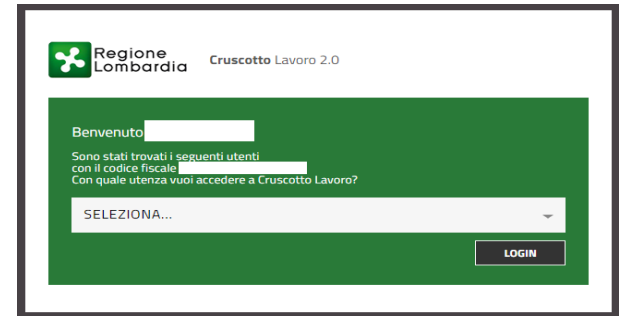 Regione
Lombardia
Cruscotto Lavoro 2.0
Benvenuto
Sono stati trovati i seguenti utenti
con il codice fiscale
Con quale utenza vuoi accedere a Cruscotto Lavoro?
SELEZIONA...
LOGIN